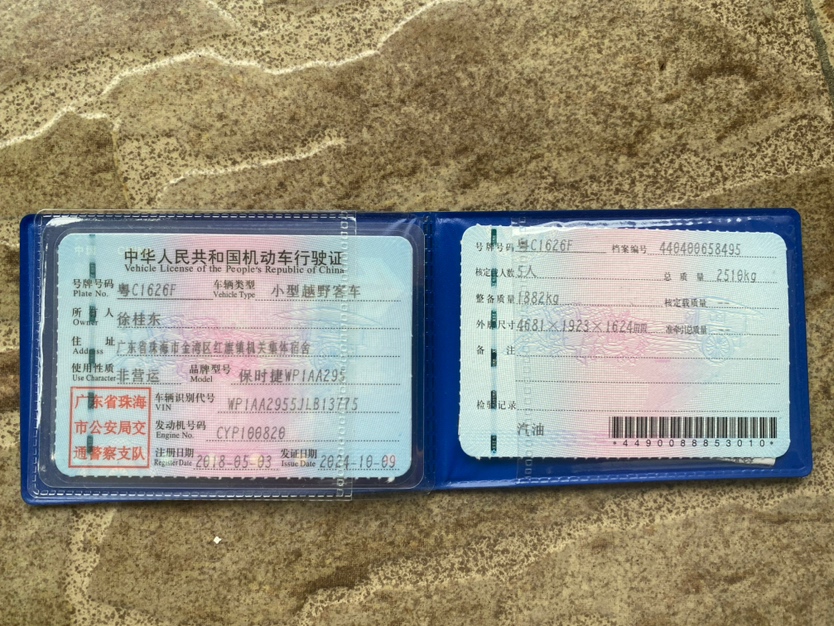 中华人民共和国机动车行驶证
Vehicle License of the People's Republic of China
号牌号码 粤C1626F 车辆类型 小型越野客车
Plate No. Vehicle Type
所有人 徐桂东
Owner
住址 广东省珠海市金湾区红旗镇机关集体宿舍
Address
使用性质 非营运 品牌型号 保时捷WP1AA295
Use Character Model
广东省珠海
市公安局交
通警察支队
车辆识别代号 WP1AA2955JLB13775
VIN
发动机号码 CYP100820
Engine No.
注册日期 2018-05-03 发证日期 2024-10-09
Register Date Issue Date
号牌号码 粤C1626F 档案编号 440400658495
核定载人数 5人 总质量 2510kg
整备质量 1882kg 核定载质量 --
外廓尺寸 4681×1923×1624mm 准牵引总质量 --
备注
检验记录
汽油
*4490088853010*